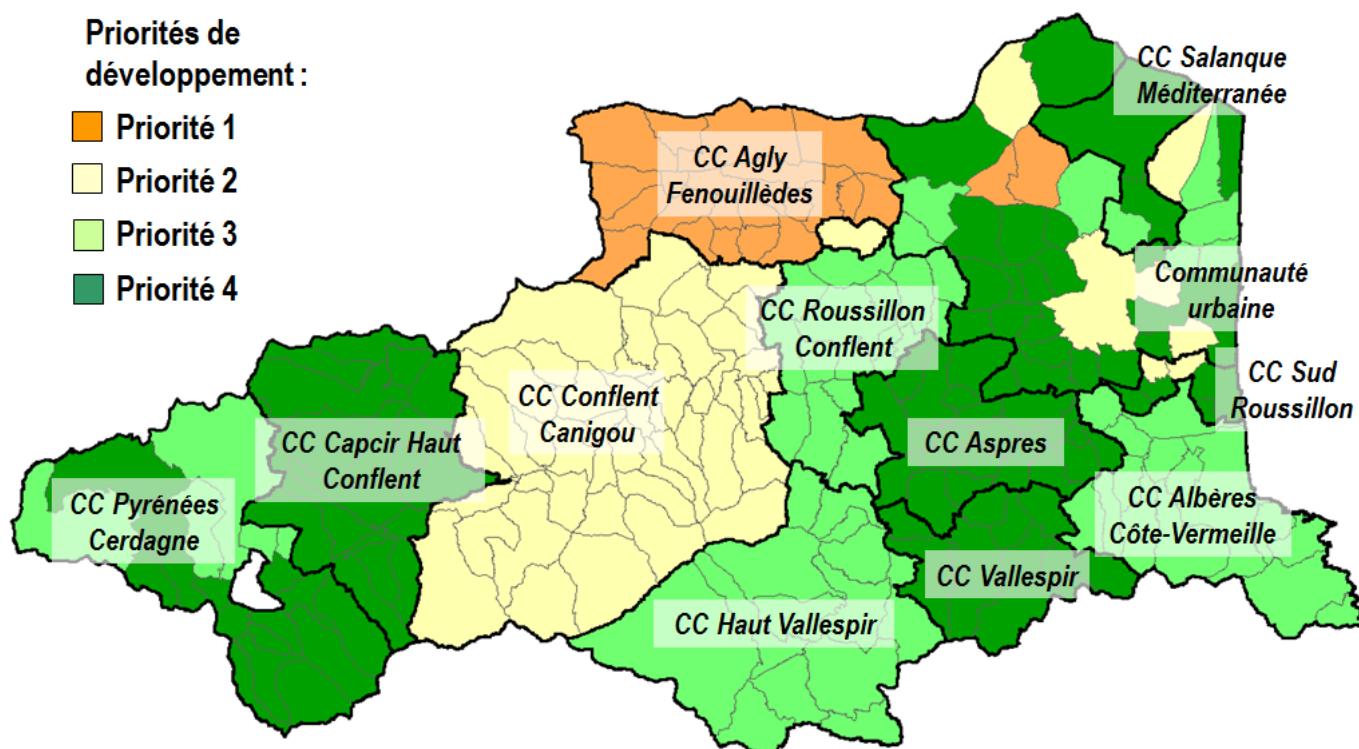 Priorités de
développement :
Priorité 1
Priorité 2
Priorité 3
Priorité 4
CC Salanque
Méditerranée
CC Agly
Fenouillèdes
Communauté
urbaine
CC Roussillon
Conflent
CC Sud
Roussillon
CC Conflent
Canigou
CC Capcir Haut
Conflent
CC Aspres
CC Pyrénées
Cerdagne
CC Albères
Côte-Vermeille
CC Vallespir
CC Haut Vallespir